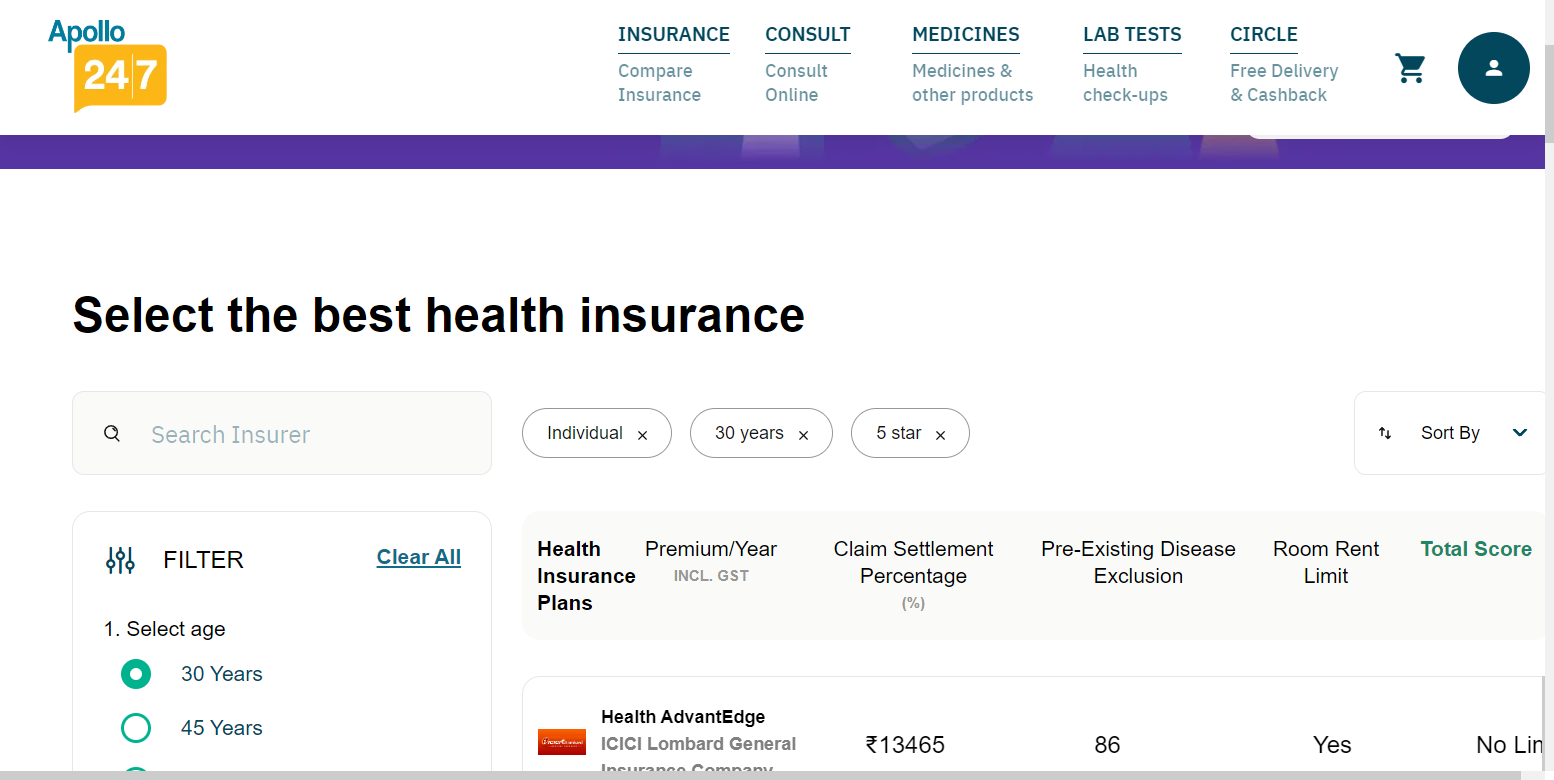 Apollo
24|7
INSURANCE
Compare
Insurance
CONSULT
Consult
Online
MEDICINES
Medicines &
other products
LAB TESTS
Health
check-ups
CIRCLE
Free Delivery
& Cashback
Select the best health insurance
Search Insurer
Individual ×
30 years ×
5 star ×
Sort By
FILTER
Clear All
1. Select age
30 Years
45 Years
Health
Insurance
Plans
Premium/Year
INCL. GST
Claim Settlement
Percentage
(%)
Pre-Existing Disease
Exclusion
Room Rent
Limit
Total Score
Health AdvantEdge
ICICI Lombard General
Insurance Company
₹13465
86
Yes
No Lin